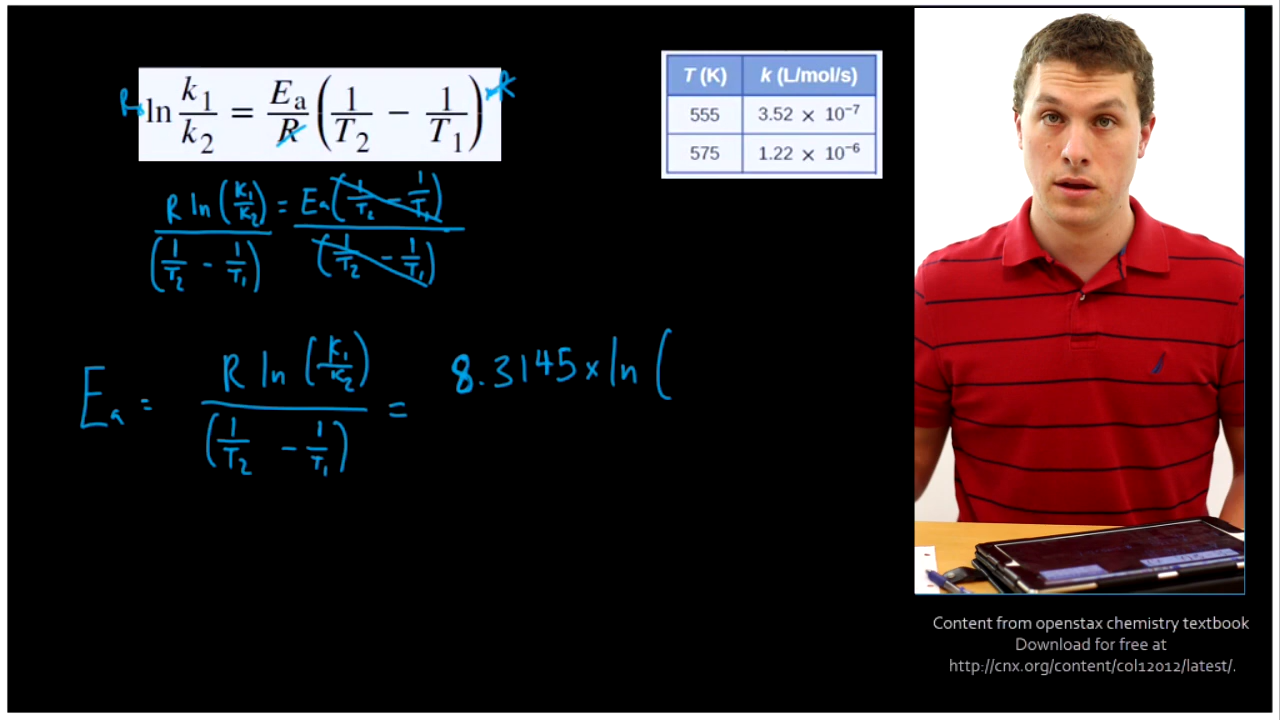 R·ln k₁/k₂ = Eₐ/R (1/T₂ − 1/T₁)·R
T (K) k (L/mol/s)
555 3.52 × 10⁻⁷
575 1.22 × 10⁻⁶
R ln (K₁/K₂) / (1/T₂ - 1/T₁) = Ea (1/T₂ - 1/T₁) / (1/T₂ - 1/T₁)
Ea = R ln (K₁/K₂) / (1/T₂ - 1/T₁) = 8.3145 x ln (
Content from openstax chemistry textbook
Download for free at
http://cnx.org/content/col12012/latest/.